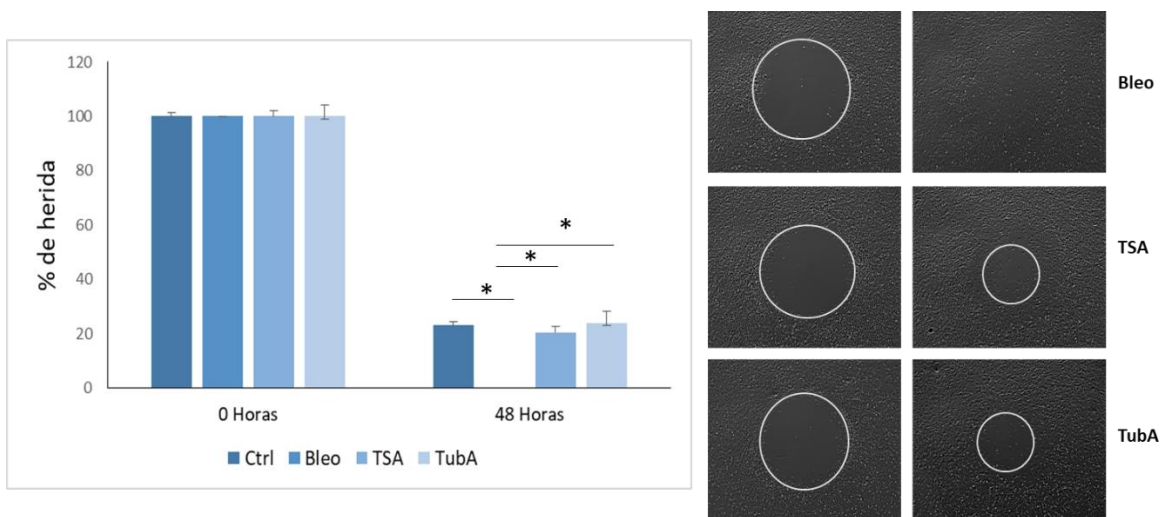 % de herida
120
100
80
60
40
20
0
*
*
*
0 Horas
48 Horas
Ctrl Bleo TSA TubA
Bleo
TSA
TubA